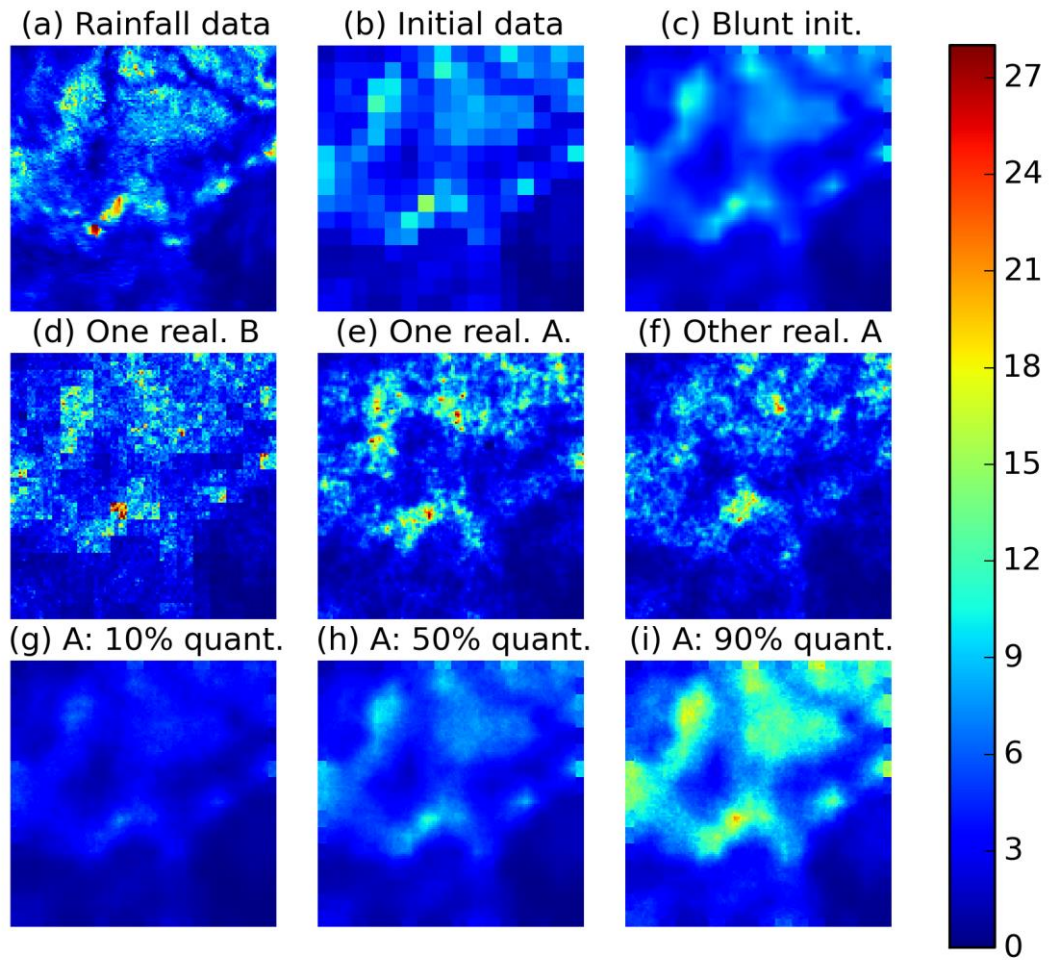 (a) Rainfall data
(b) Initial data
(c) Blunt init.
(d) One real. B
(e) One real. A.
(f) Other real. A
(g) A: 10% quant.
(h) A: 50% quant.
(i) A: 90% quant.
27
24
21
18
15
12
9
6
3
0